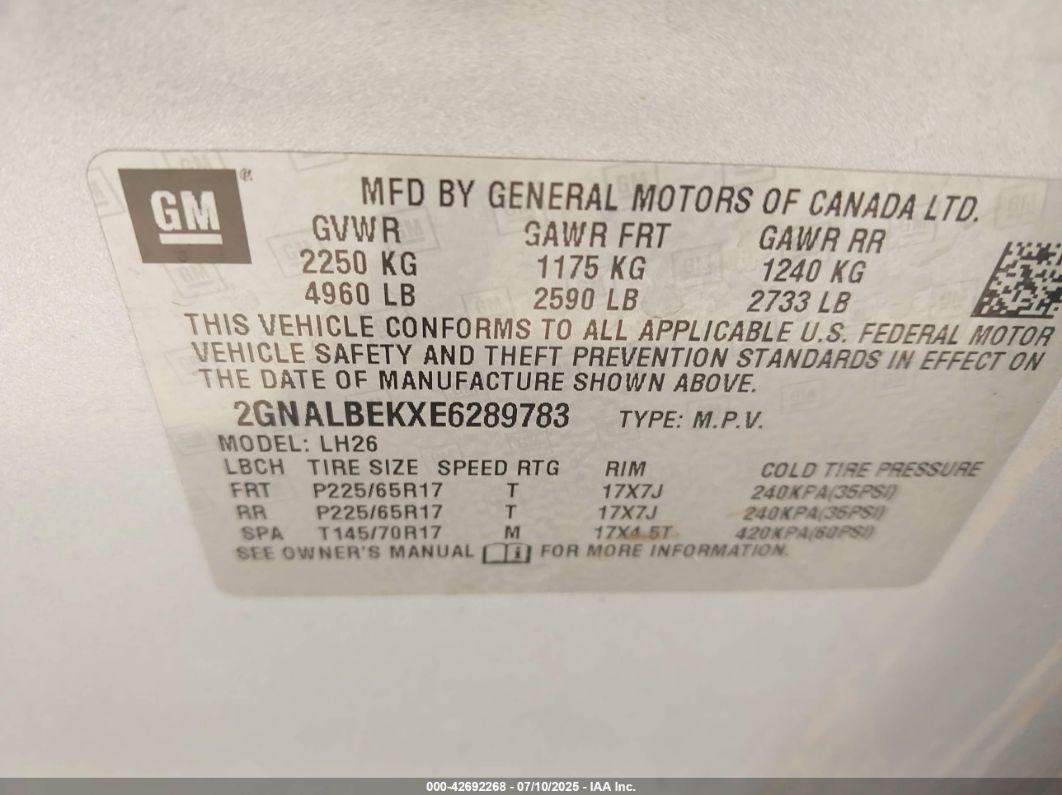 GM ®
MFD BY GENERAL MOTORS OF CANADA LTD.
GVWR GAWR FRT GAWR RR
2250 KG 1175 KG 1240 KG
4960 LB 2590 LB 2733 LB
THIS VEHICLE CONFORMS TO ALL APPLICABLE U.S. FEDERAL MOTOR
VEHICLE SAFETY AND THEFT PREVENTION STANDARDS IN EFFECT ON
THE DATE OF MANUFACTURE SHOWN ABOVE.
2GNALBEKXE6289783 TYPE: M.P.V.
MODEL: LH26
LBCH TIRE SIZE SPEED RTG RIM COLD TIRE PRESSURE
FRT P225/65R17 T 17X7J 240KPA(35PSI)
RR P225/65R17 T 17X7J 240KPA(35PSI)
SPA T145/70R17 M 17X4.5T 420KPA(60PSI)
SEE OWNER'S MANUAL FOR MORE INFORMATION.
000-42692268 - 07/10/2025 - IAA Inc.